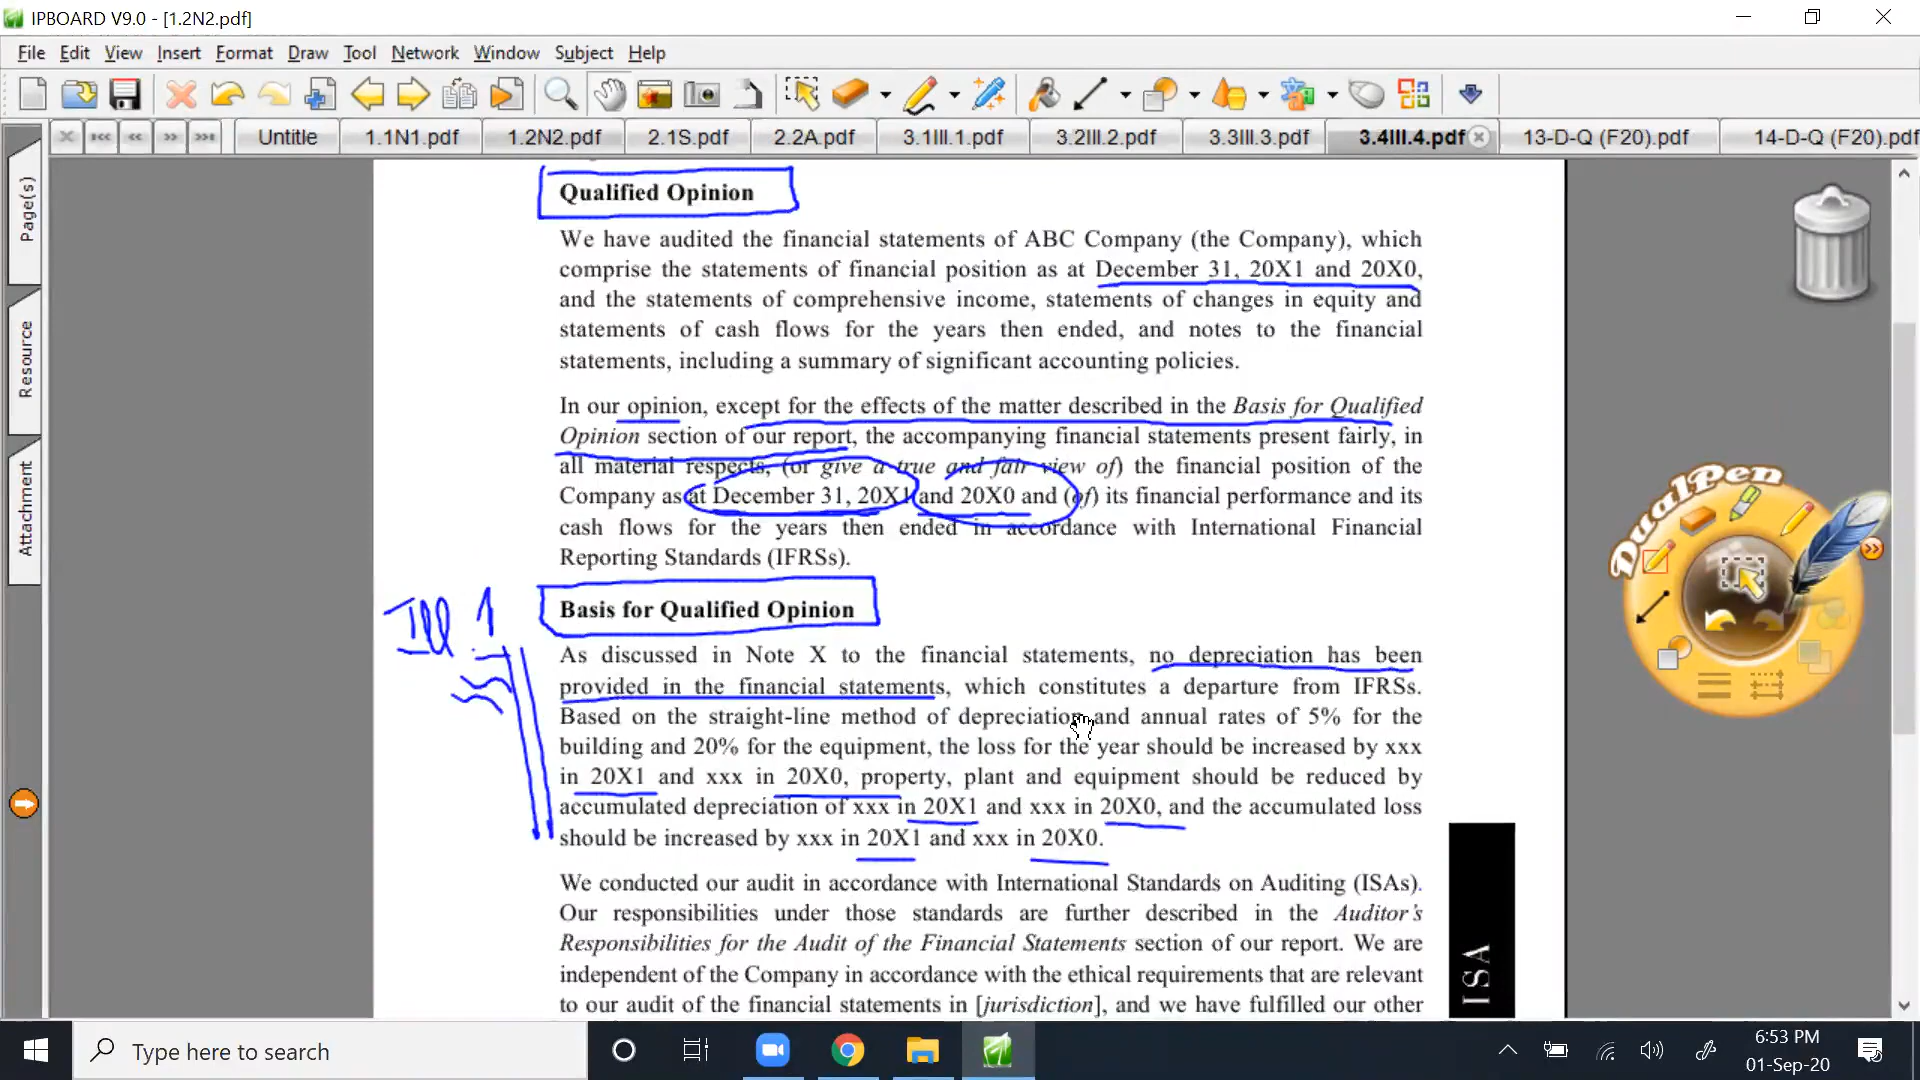 IPBOARD V9.0 - [1.2N2.pdf]
File Edit View Insert Format Draw Tool Network Window Subject Help
Untitle 1.1N1.pdf 1.2N2.pdf 2.1S.pdf 2.2A.pdf 3.1Ill.1.pdf 3.2Ill.2.pdf 3.3Ill.3.pdf 3.4Ill.4.pdf 13-D-Q (F20).pdf 14-D-Q (F20).pdf
Page(s)
Resource
Attachment
Qualified Opinion
We have audited the financial statements of ABC Company (the Company), which
comprise the statements of financial position as at December 31, 20X1 and 20X0,
and the statements of comprehensive income, statements of changes in equity and
statements of cash flows for the years then ended, and notes to the financial
statements, including a summary of significant accounting policies.
In our opinion, except for the effects of the matter described in the Basis for Qualified
Opinion section of our report, the accompanying financial statements present fairly, in
all material respects, (or give a true and fair view of) the financial position of the
Company as at December 31, 20X1 and 20X0 and (of) its financial performance and its
cash flows for the years then ended in accordance with International Financial
Reporting Standards (IFRSs).
Ill 1
Basis for Qualified Opinion
As discussed in Note X to the financial statements, no depreciation has been
provided in the financial statements, which constitutes a departure from IFRSs.
Based on the straight-line method of depreciation and annual rates of 5% for the
building and 20% for the equipment, the loss for the year should be increased by xxx
in 20X1 and xxx in 20X0, property, plant and equipment should be reduced by
accumulated depreciation of xxx in 20X1 and xxx in 20X0, and the accumulated loss
should be increased by xxx in 20X1 and xxx in 20X0.
We conducted our audit in accordance with International Standards on Auditing (ISAs).
Our responsibilities under those standards are further described in the Auditor's
Responsibilities for the Audit of the Financial Statements section of our report. We are
independent of the Company in accordance with the ethical requirements that are relevant
to our audit of the financial statements in [jurisdiction], and we have fulfilled our other
ISA
DualPen
Type here to search
6:53 PM
01-Sep-20